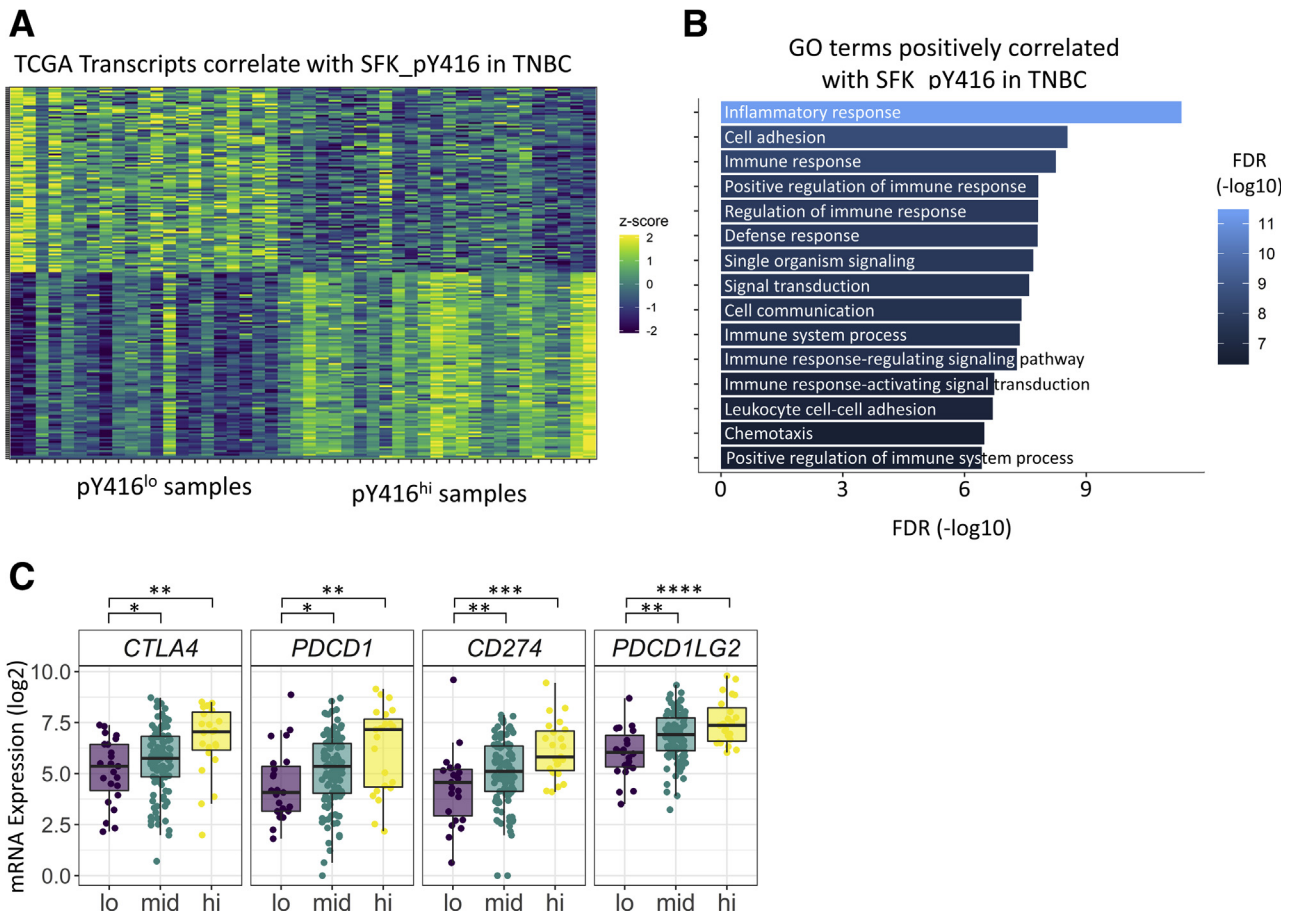 A
TCGA Transcripts correlate with SFK_pY416 in TNBC
z-score
2
1
0
-1
-2
pY416lo samples
pY416hi samples
B
GO terms positively correlated
with SFK_pY416 in TNBC
Inflammatory response
Cell adhesion
Immune response
Positive regulation of immune response
Regulation of immune response
Defense response
Single organism signaling
Signal transduction
Cell communication
Immune system process
Immune response-regulating signaling pathway
Immune response-activating signal transduction
Leukocyte cell-cell adhesion
Chemotaxis
Positive regulation of immune system process
0 3 6 9
FDR (-log10)
FDR
(-log10)
11
10
9
8
7
C
** ** *** ****
* * ** **
CTLA4 PDCD1 CD274 PDCD1LG2
mRNA Expression (log2)
10.0
7.5
5.0
2.5
0.0
lo mid hi lo mid hi lo mid hi lo mid hi